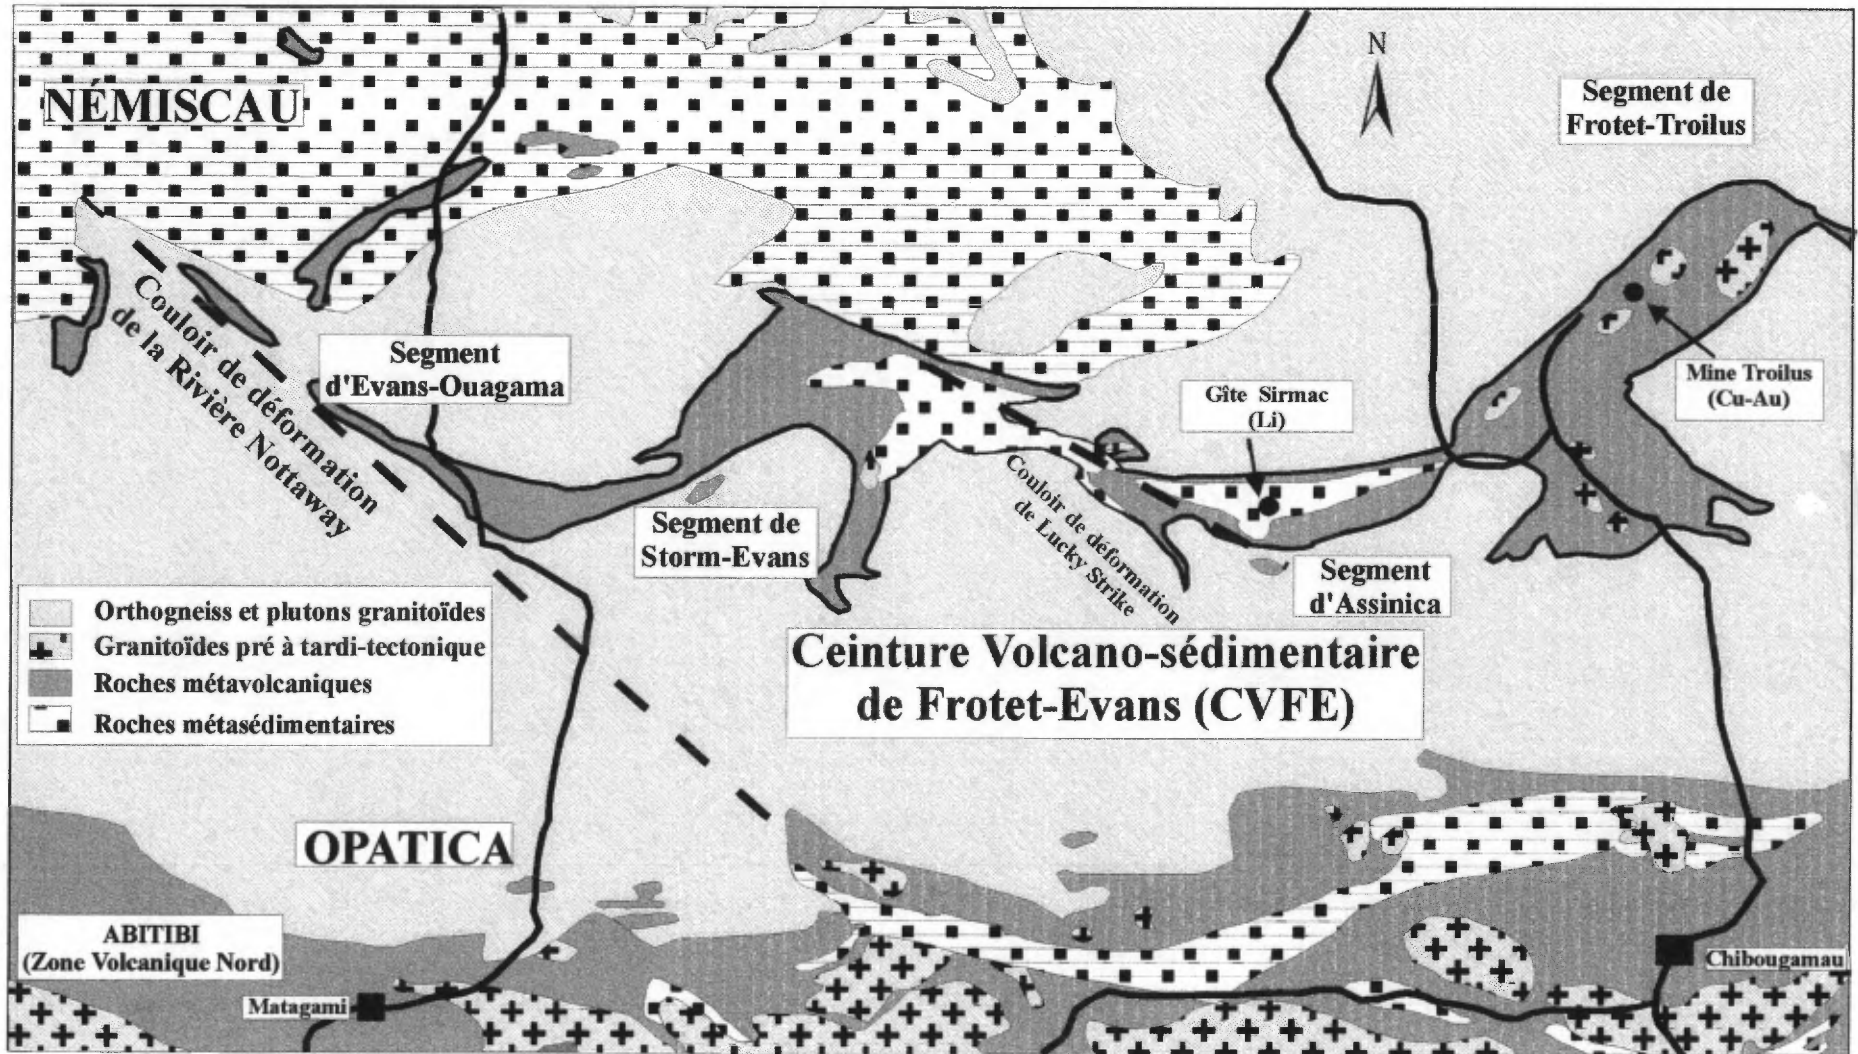 N
NÉMISCAU
Segment de
Frotet-Troilus
Couloir de déformation
de la Rivière Nottaway
Segment
d'Evans-Ouagama
Mine Troilus
(Cu-Au)
Gîte Sirmac
(Li)
Couloir de déformation
de Lucky Strike
Segment de
Storm-Evans
Segment
d'Assinica
Orthogneiss et plutons granitoïdes
Granitoïdes pré à tardi-tectonique
Roches métavolcaniques
Roches métasédimentaires
Ceinture Volcano-sédimentaire
de Frotet-Evans (CVFE)
OPATICA
ABITIBI
(Zone Volcanique Nord)
Matagami
Chibougamau